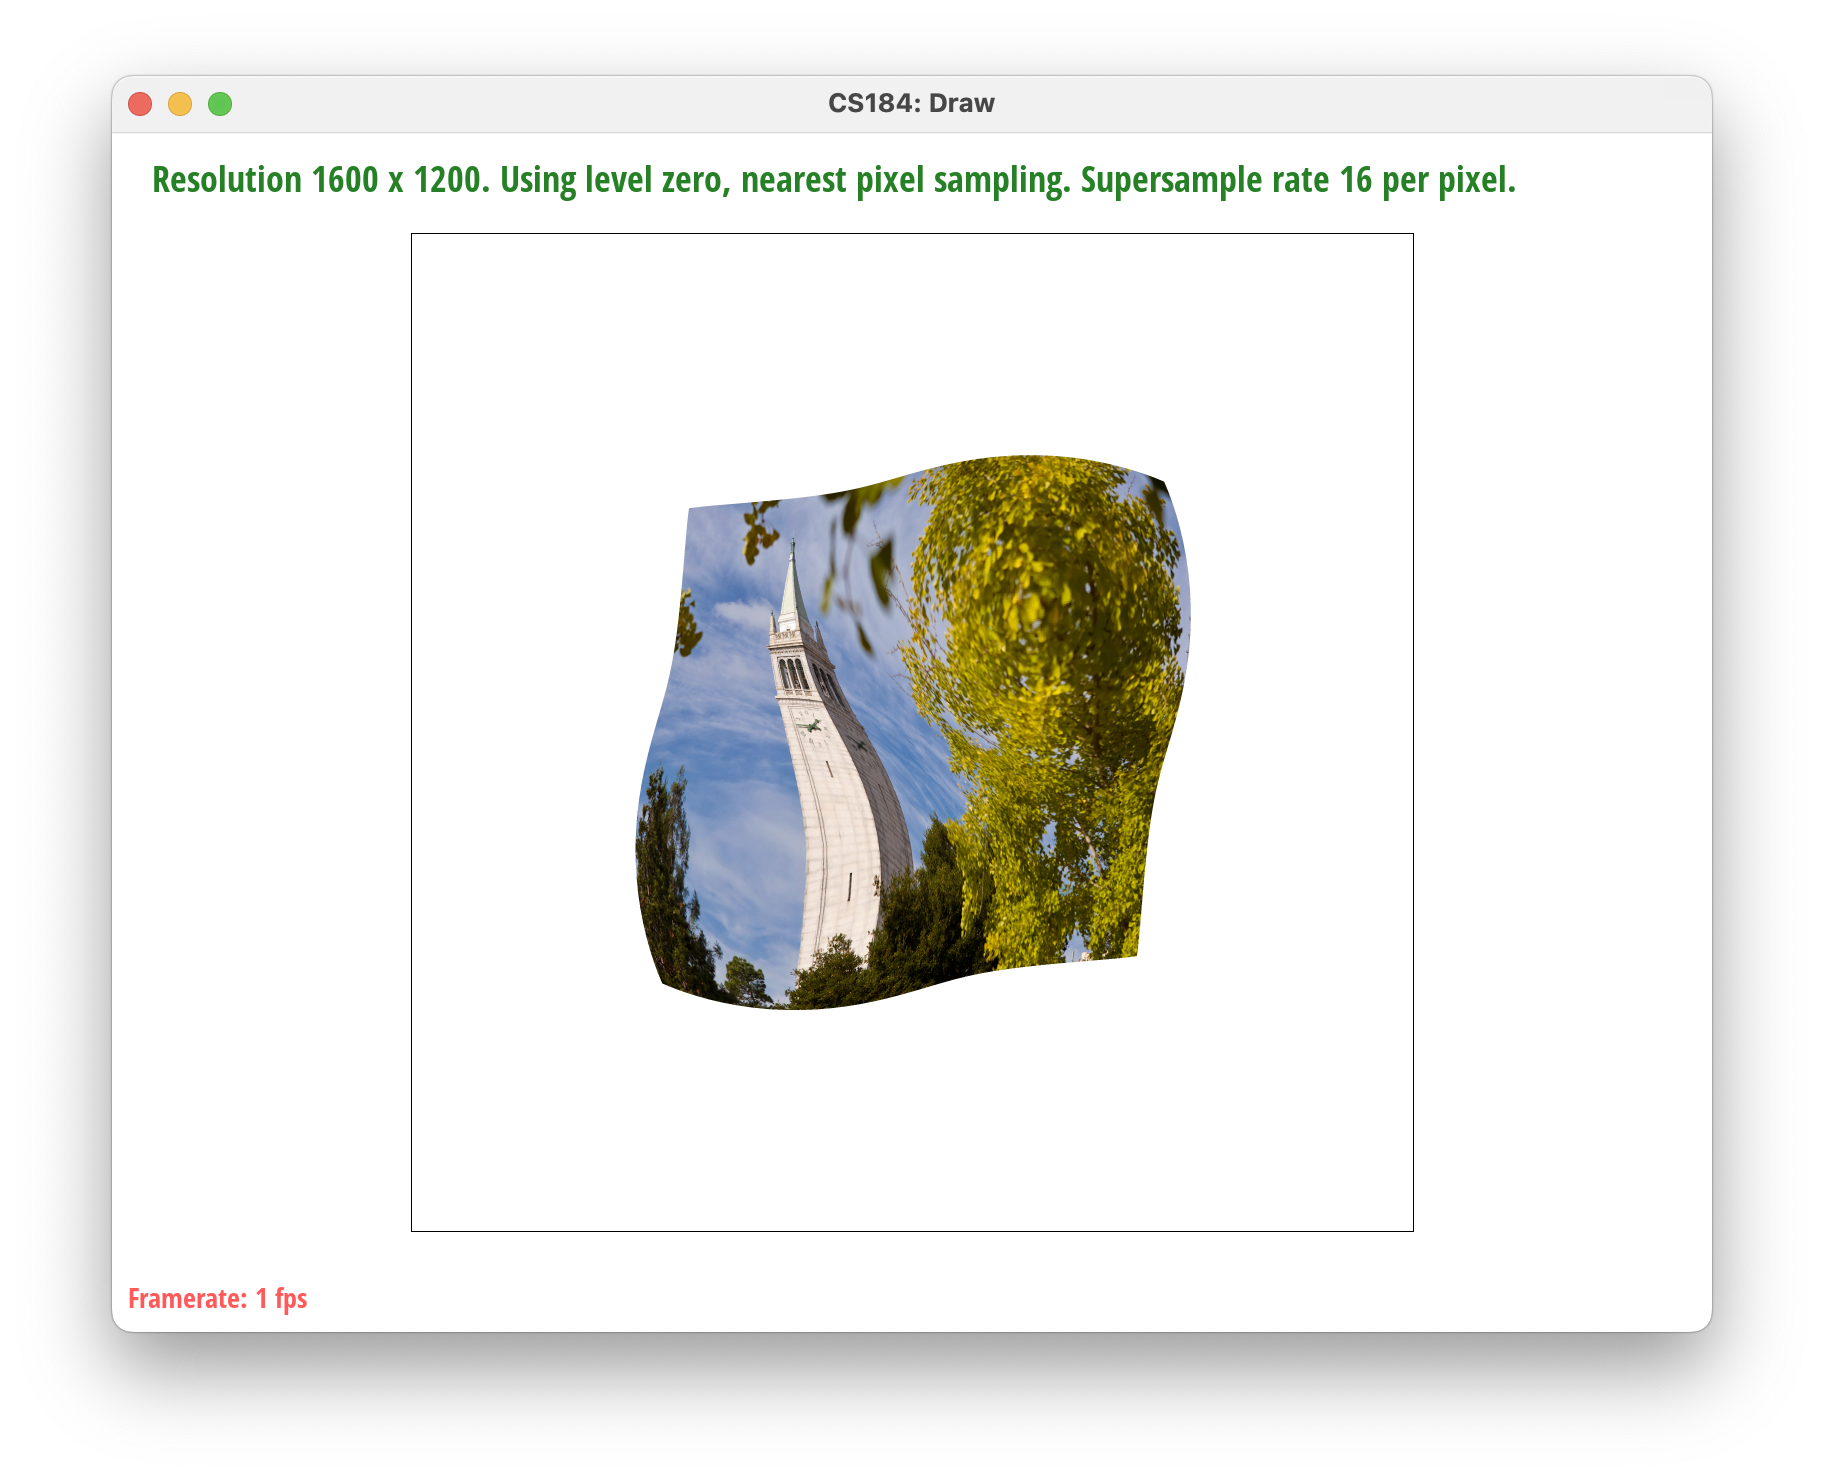 CS184: Draw
Resolution 1600 x 1200. Using level zero, nearest pixel sampling. Supersample rate 16 per pixel.
Framerate: 1 fps